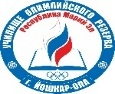 УЧИЛИЩЕ ОЛИМПИЙСКОГО РЕЗЕРВА
Республика Марий Эл
Г. ЙОШКАР-ОЛА